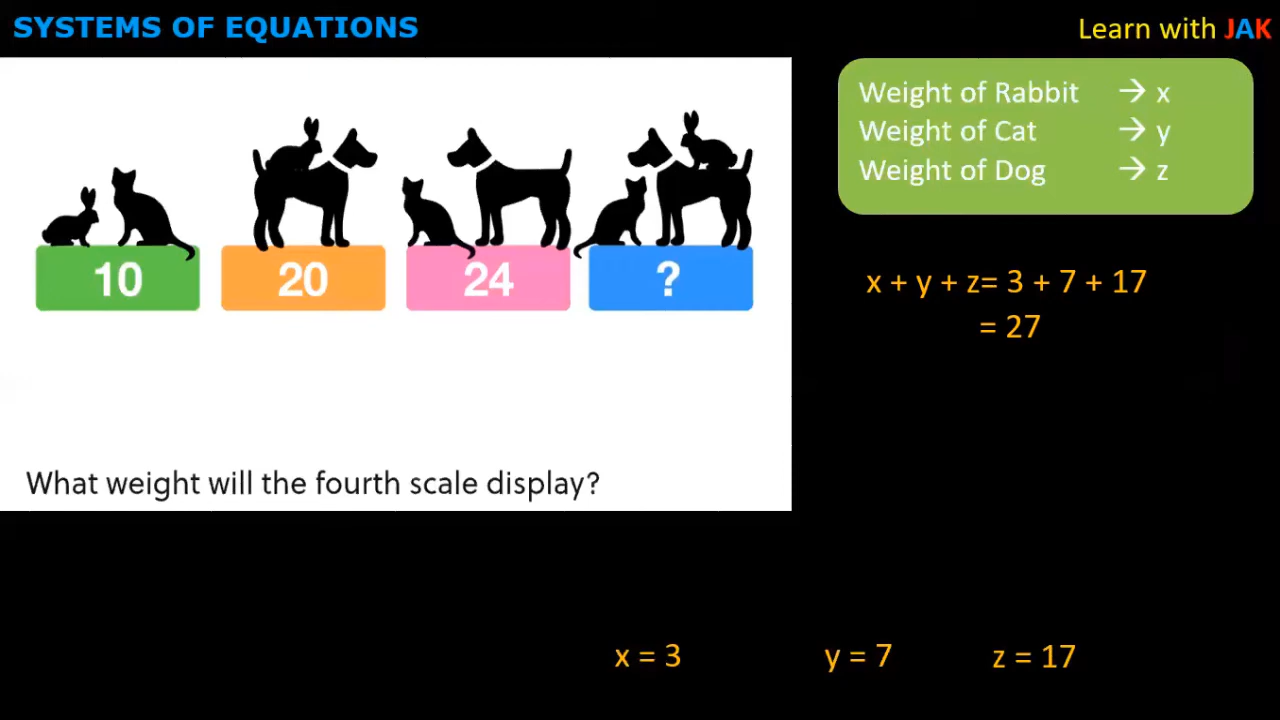 SYSTEMS OF EQUATIONS
Learn with JAK
10 20 24 ?
What weight will the fourth scale display?
Weight of Rabbit → x
Weight of Cat → y
Weight of Dog → z
x + y + z= 3 + 7 + 17
= 27
x = 3 y = 7 z = 17